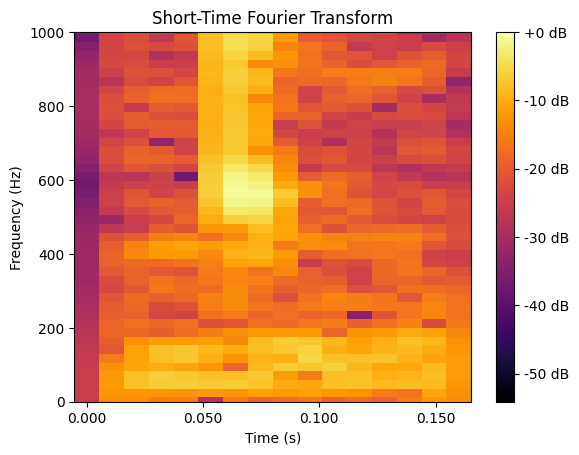 Short-Time Fourier Transform
Frequency (Hz)
1000
800
600
400
200
0
0.000
0.050
0.100
0.150
Time (s)
+0 dB
-10 dB
-20 dB
-30 dB
-40 dB
-50 dB